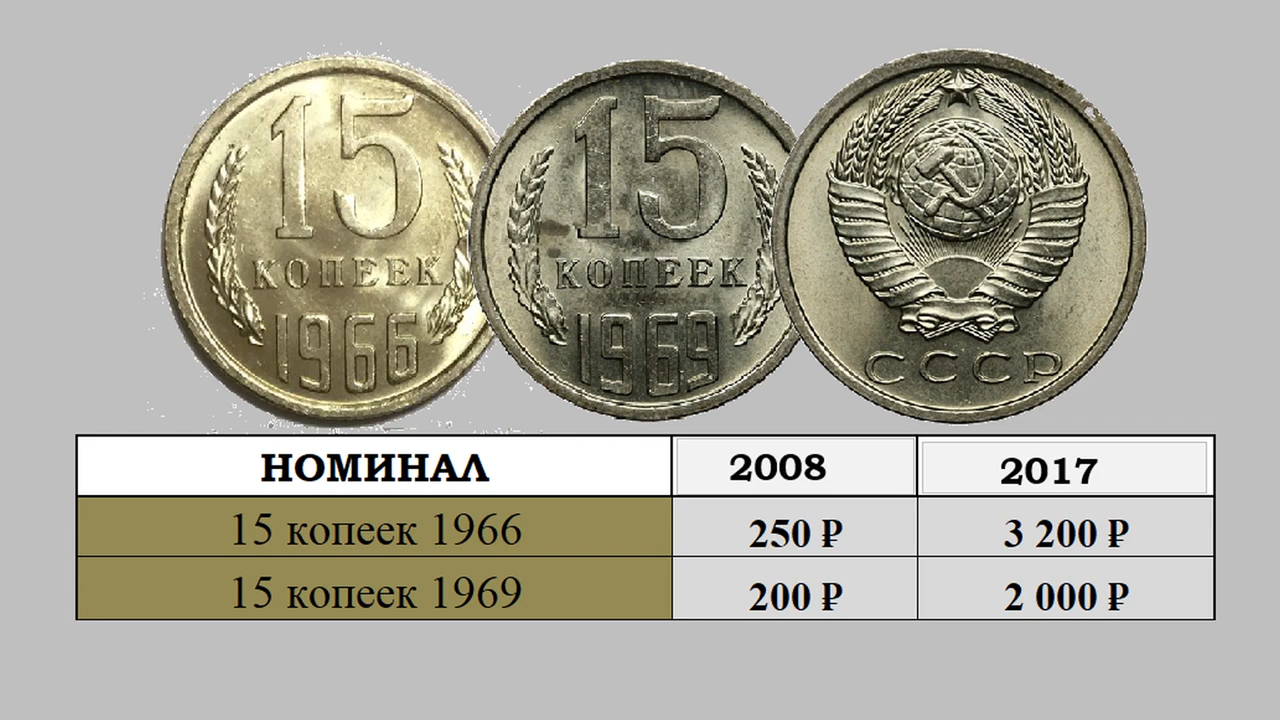 15
КОПЕЕК
1966
15
КОПЕЕК
1969
СССР
НОМИНАЛ 2008 2017
15 копеек 1966 250 ₽ 3 200 ₽
15 копеек 1969 200 ₽ 2 000 ₽